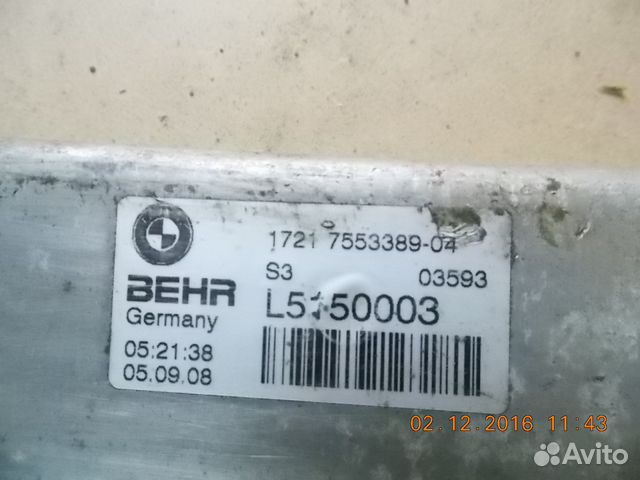 1721 7553389-04
S3 03593
BEHR L5150003
Germany
05:21:38
05.09.08
02.12.2016 11:43
Avito